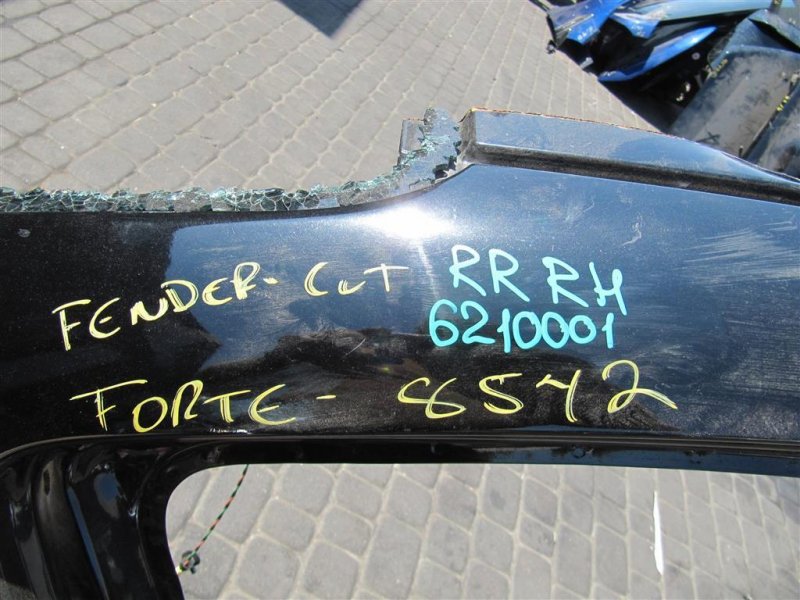 FENDER- CUT RR RH
6210001
FORTE - 8542